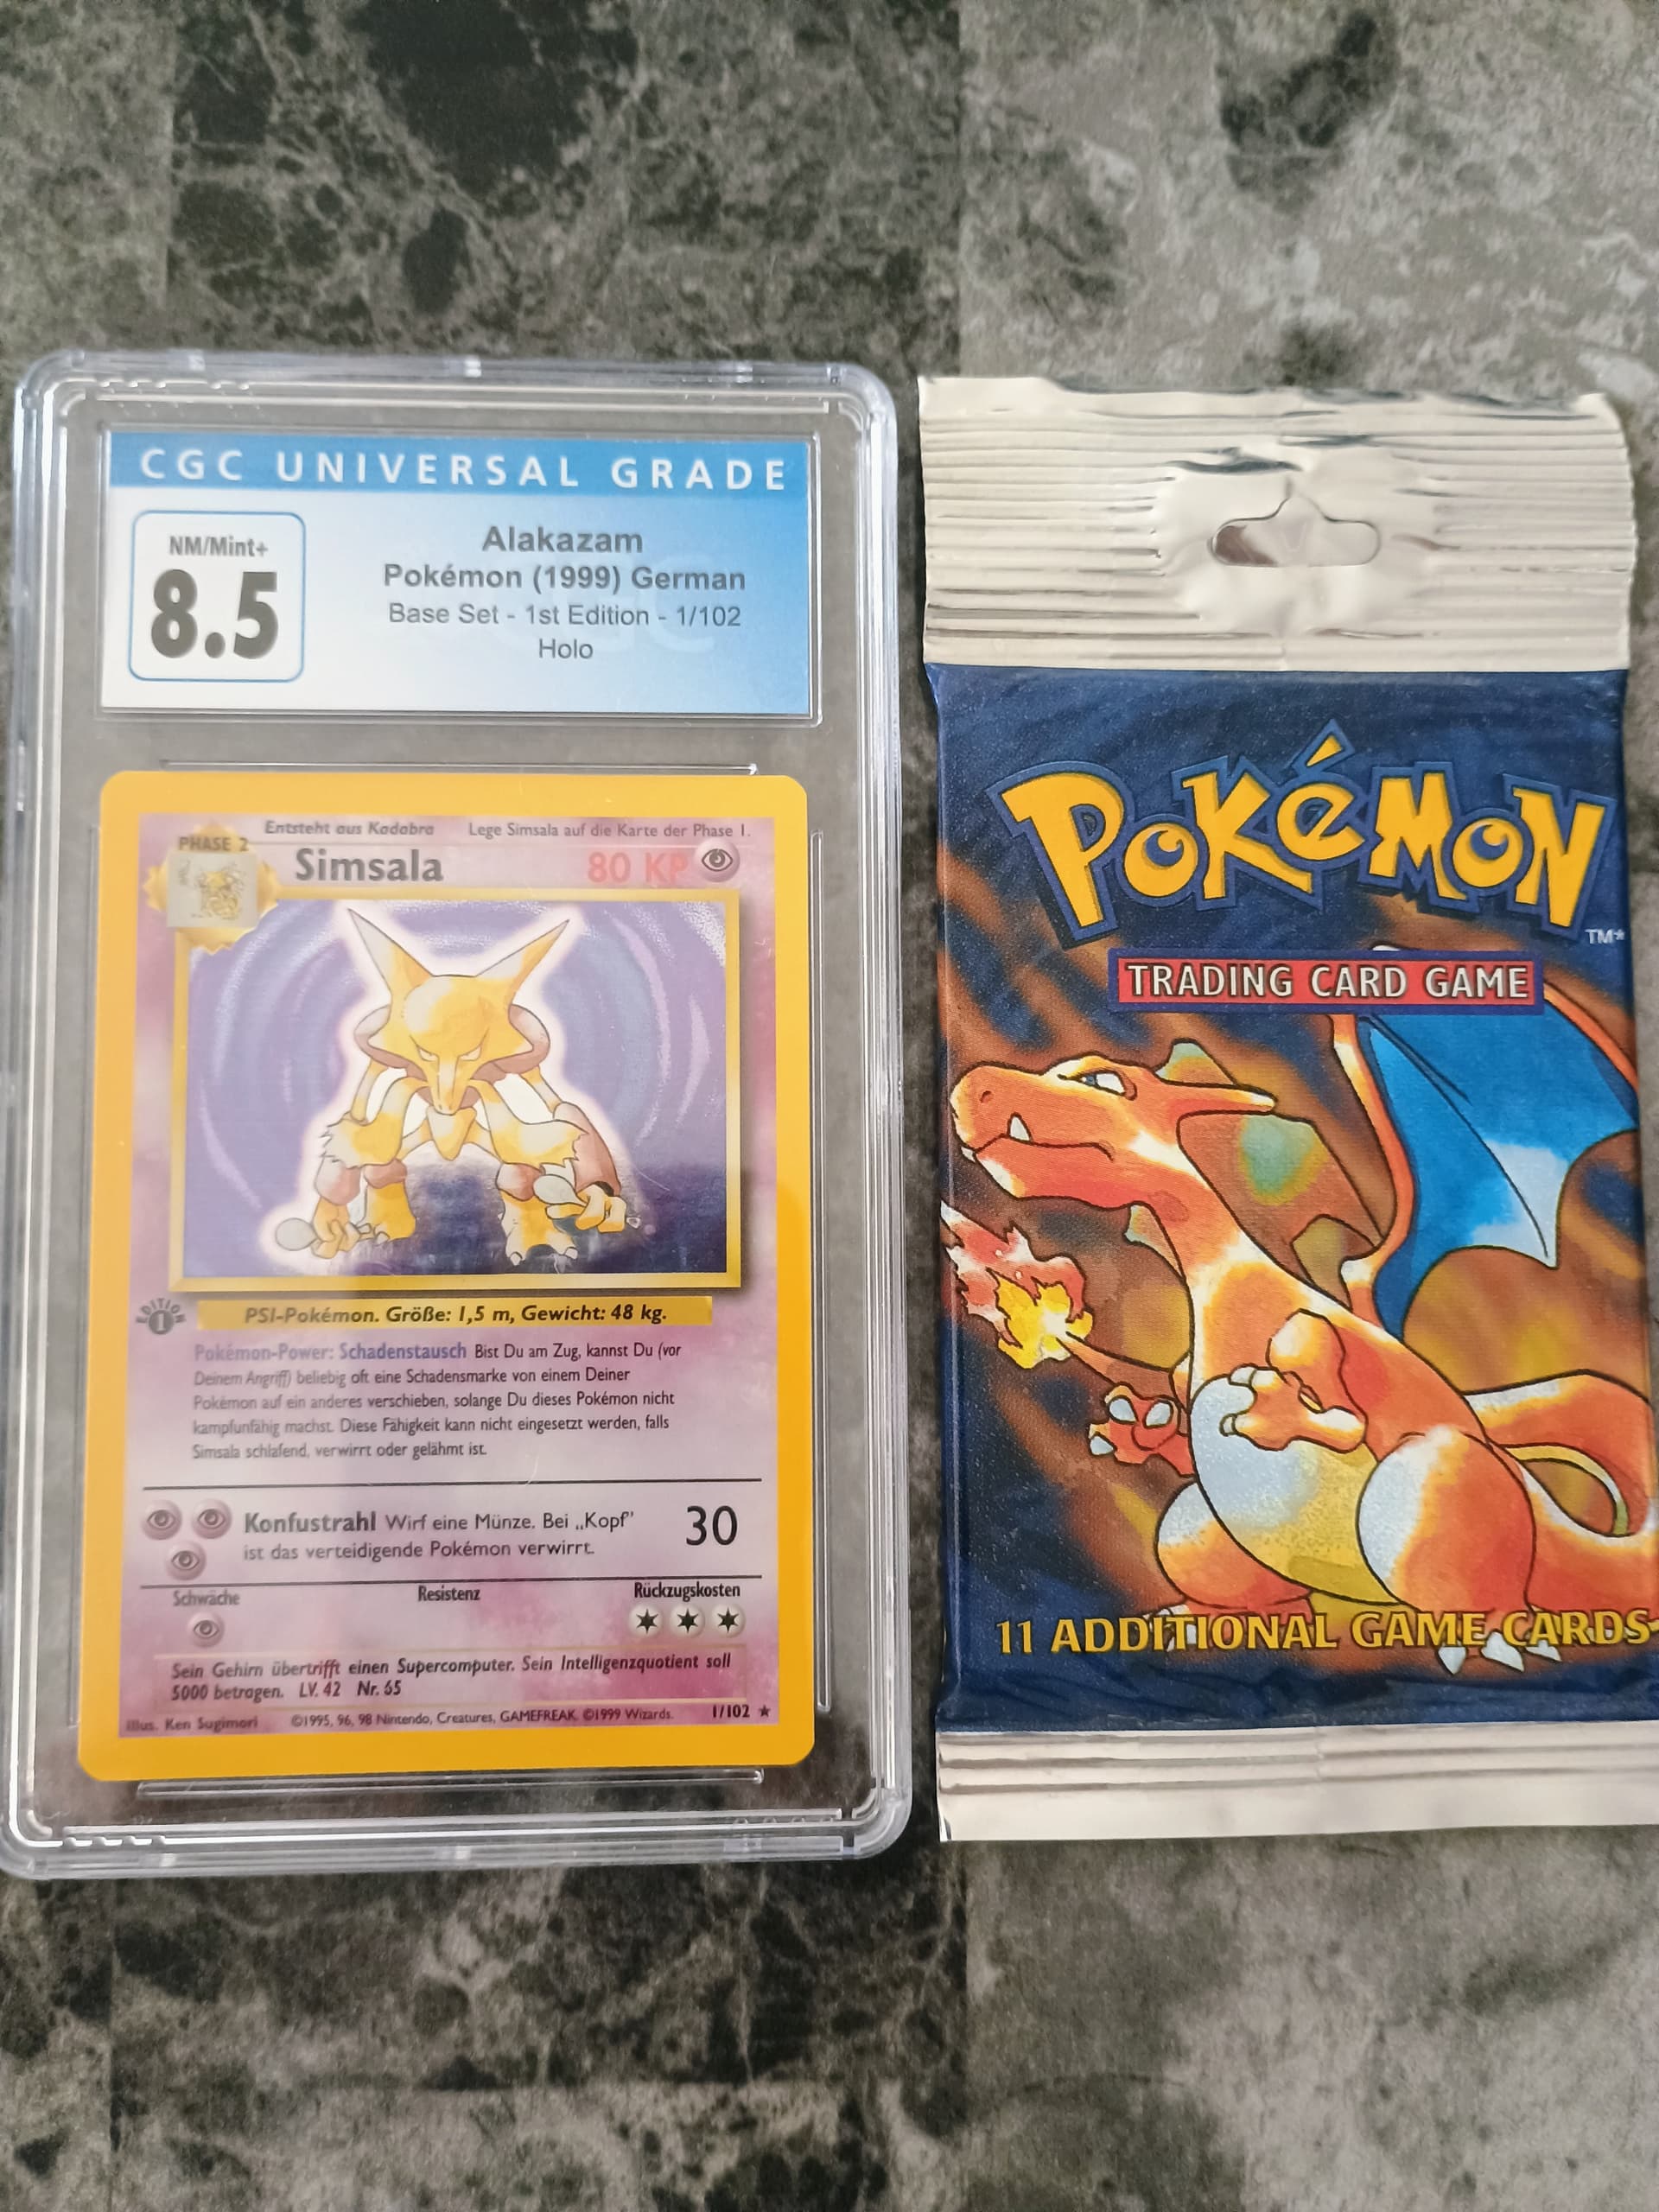 CGC UNIVERSAL GRADE
NM/Mint+
8.5
Alakazam
Pokémon (1999) German
Base Set - 1st Edition - 1/102
Holo
PHASE 2
Entsteht aus Kadabra
Lege Simsala auf die Karte der Phase 1.
Simsala
80 KP
EDITION
1
PSI-Pokémon. Größe: 1,5 m, Gewicht: 48 kg.
Pokémon-Power: Schadenstausch Bist Du am Zug, kannst Du (vor
Deinem Angriff) beliebig oft eine Schadensmarke von einem Deiner
Pokémon auf ein anderes verschieben, solange Du dieses Pokémon nicht
kampfunfähig machst. Diese Fähigkeit kann nicht eingesetzt werden, falls
Simsala schlafend, verwirrt oder gelähmt ist.
Konfustrahl Wirf eine Münze. Bei „Kopf”
ist das verteidigende Pokémon verwirrt.
30
Schwäche
Resistenz
Rückzugskosten
Sein Gehirn übertrifft einen Supercomputer. Sein Intelligenzquotient soll
5000 betragen. LV. 42 Nr. 65
Illus. Ken Sugimori
©1995, 96, 98 Nintendo, Creatures, GAMEFREAK. ©1999 Wizards.
1/102 ★
POKéMON
TM*
TRADING CARD GAME
11 ADDITIONAL GAME CARDS